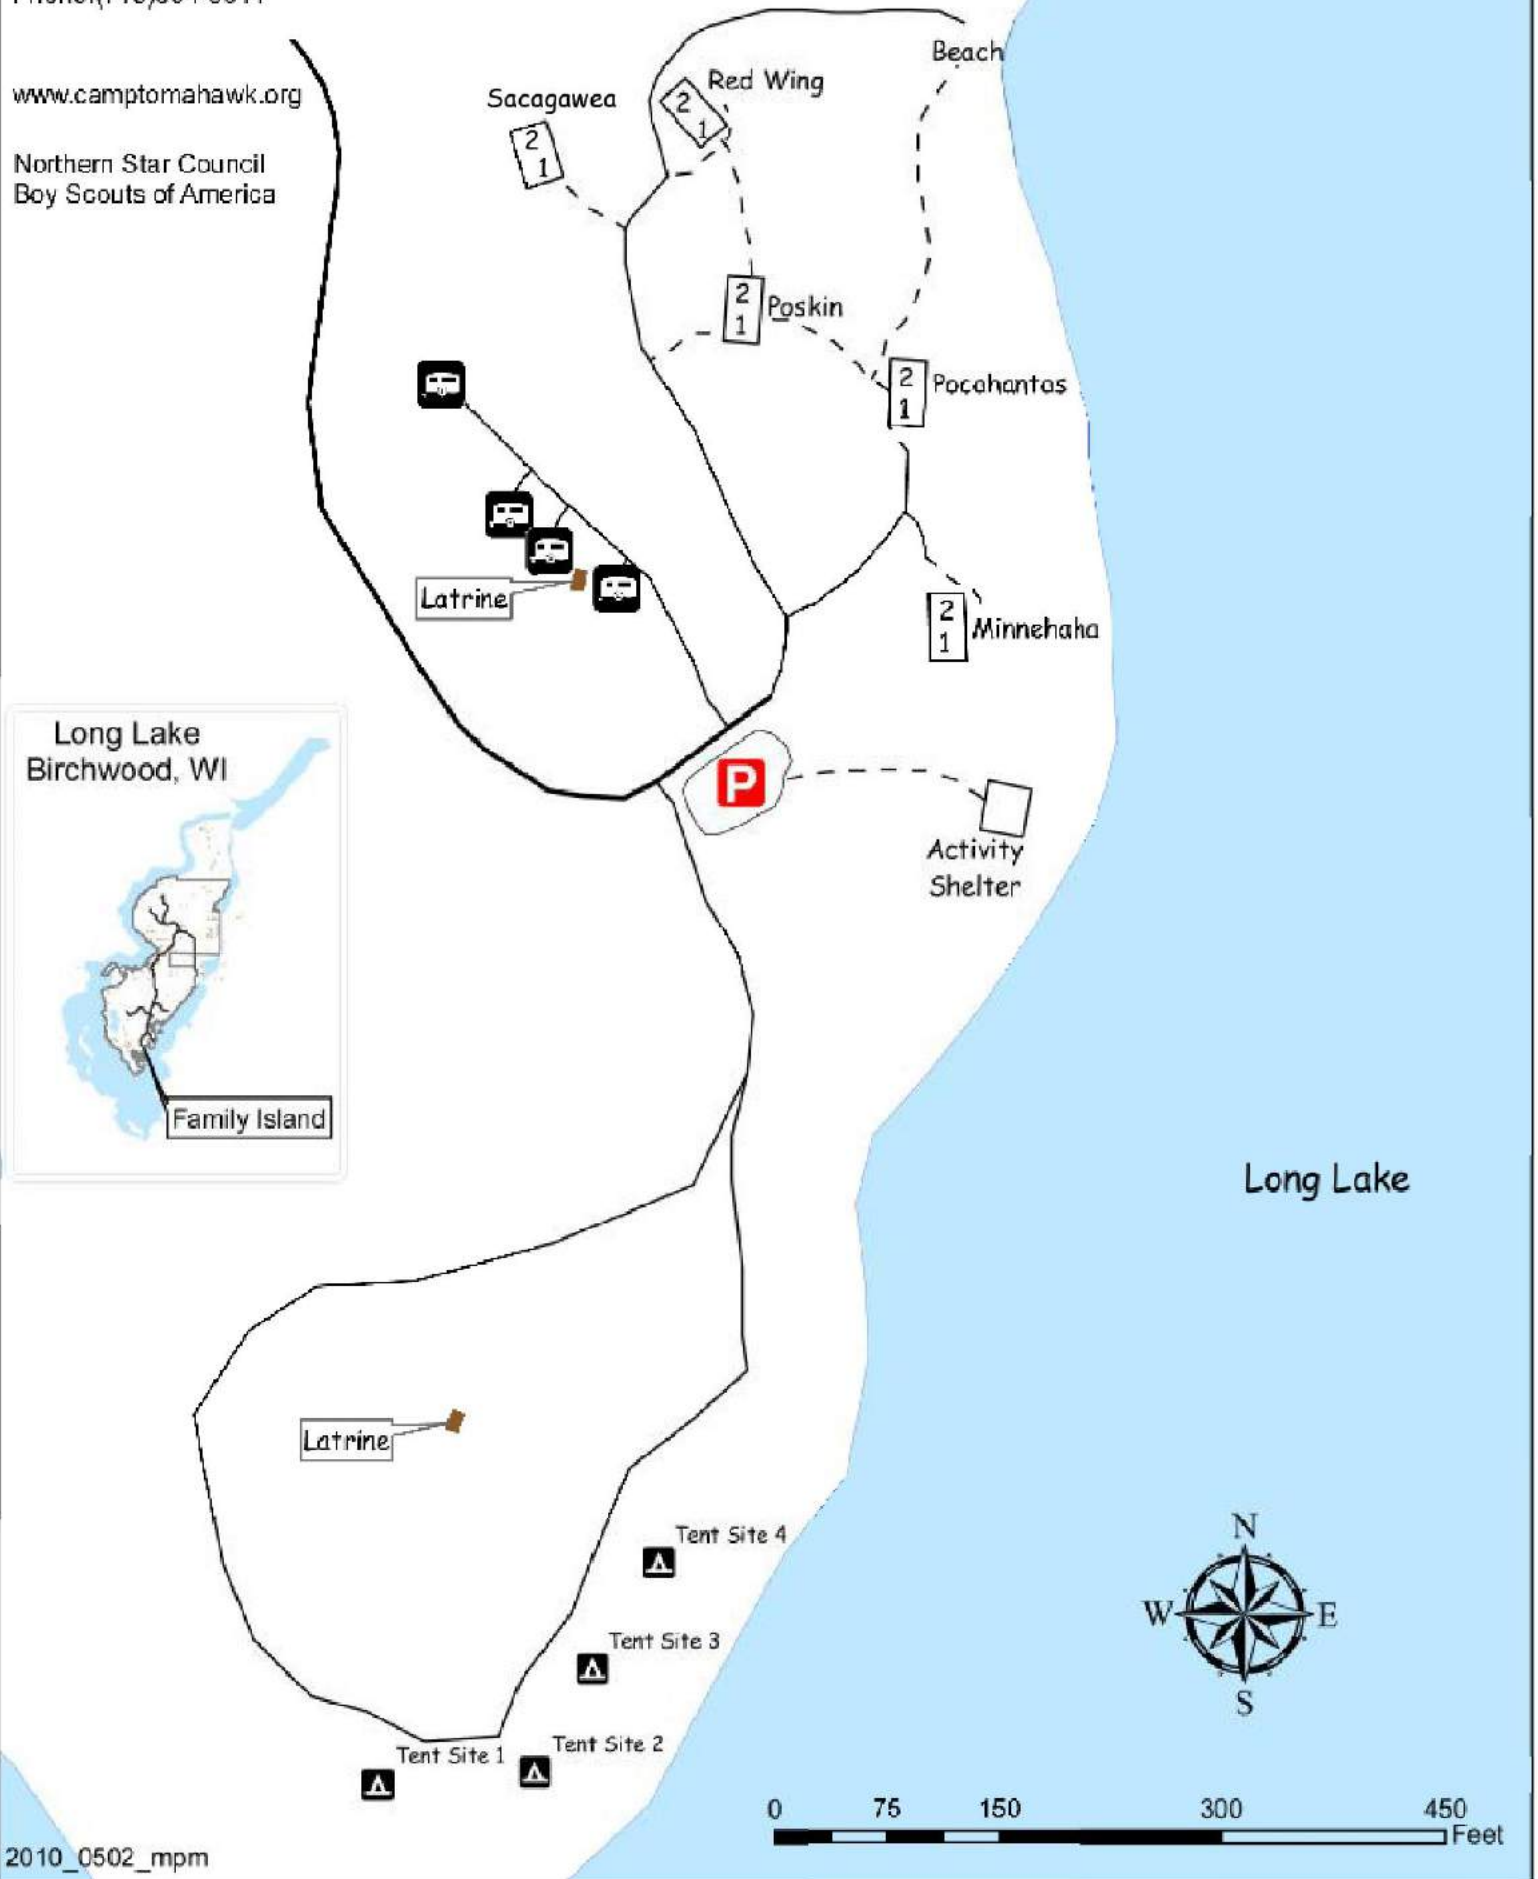 www.camptomahawk.org
Northern Star Council
Boy Scouts of America
Beach
Red Wing
2
1
Sacagawea
2
1
2
1
Poskin
2
1
Pocahontas
Latrine
2
1
Minnehaha
P
Activity
Shelter
Long Lake
Birchwood, WI
Family Island
Long Lake
Latrine
Tent Site 4
Tent Site 3
Tent Site 2
Tent Site 1
N
W
E
S
0 75 150 300 450
Feet
2010_0502_mpm